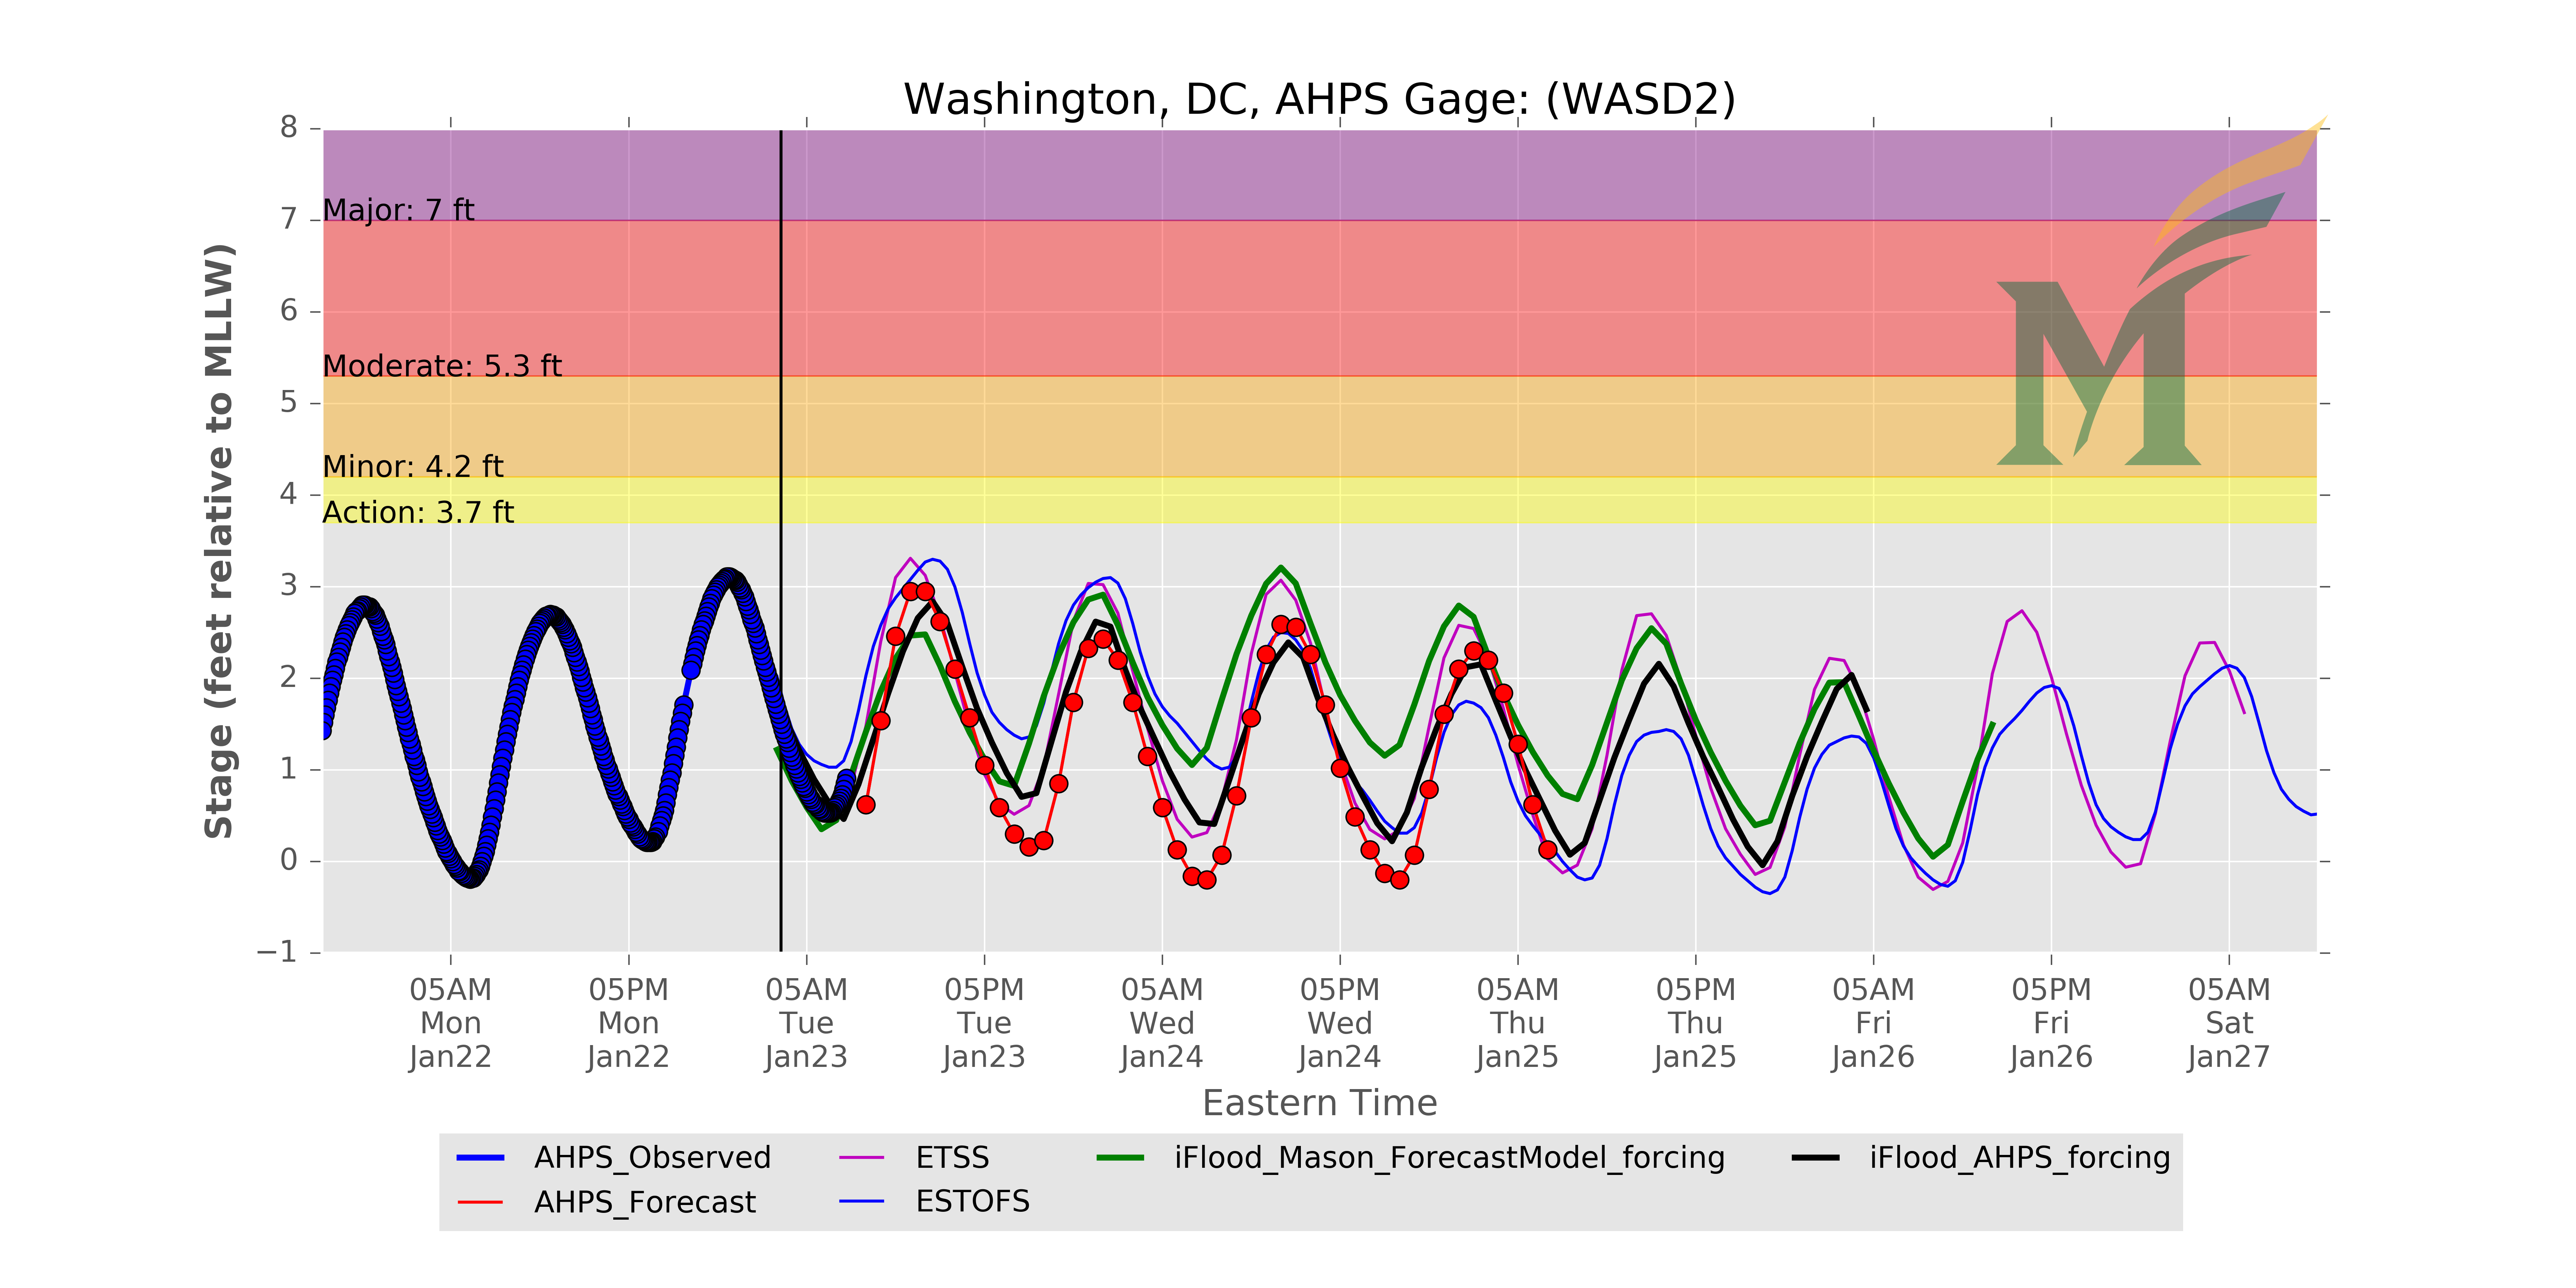 Washington, DC, AHPS Gage: (WASD2)
8
7
6
5
4
3
2
1
0
−1
Stage (feet relative to MLLW)
Major: 7 ft
Moderate: 5.3 ft
Minor: 4.2 ft
Action: 3.7 ft
M
05AM 05PM 05AM 05PM 05AM 05PM 05AM 05PM 05AM 05PM 05AM
Mon Mon Tue Tue Wed Wed Thu Thu Fri Fri Sat
Jan22 Jan22 Jan23 Jan23 Jan24 Jan24 Jan25 Jan25 Jan26 Jan26 Jan27
Eastern Time
AHPS_Observed ETSS iFlood_Mason_ForecastModel_forcing iFlood_AHPS_forcing
AHPS_Forecast ESTOFS